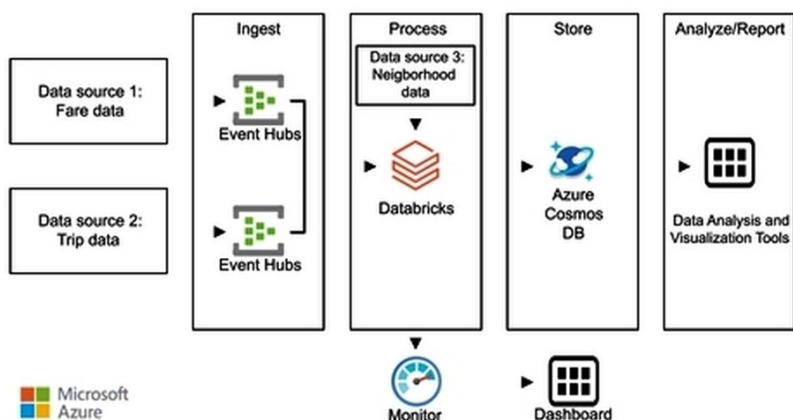 Ingest
Process
Store
Analyze/Report
Data source 1:
Fare data
Event Hubs
Data source 3:
Neigborhood
data
Databricks
Azure
Cosmos
DB
Data Analysis and
Visualization Tools
Data source 2:
Trip data
Event Hubs
Microsoft
Azure
Monitor
Dashboard